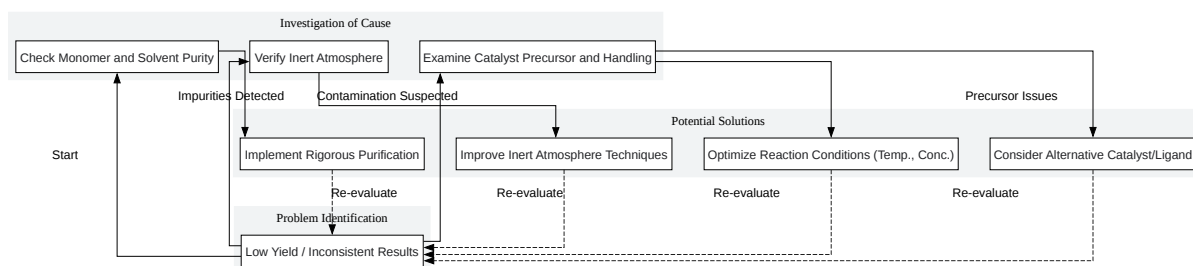 Investigation of Cause
Check Monomer and Solvent Purity
Verify Inert Atmosphere
Examine Catalyst Precursor and Handling
Impurities Detected
Contamination Suspected
Precursor Issues
Potential Solutions
Start
Implement Rigorous Purification
Improve Inert Atmosphere Techniques
Optimize Reaction Conditions (Temp., Conc.)
Consider Alternative Catalyst/Ligand
Re-evaluate
Re-evaluate
Re-evaluate
Re-evaluate
Problem Identification
Low Yield / Inconsistent Results